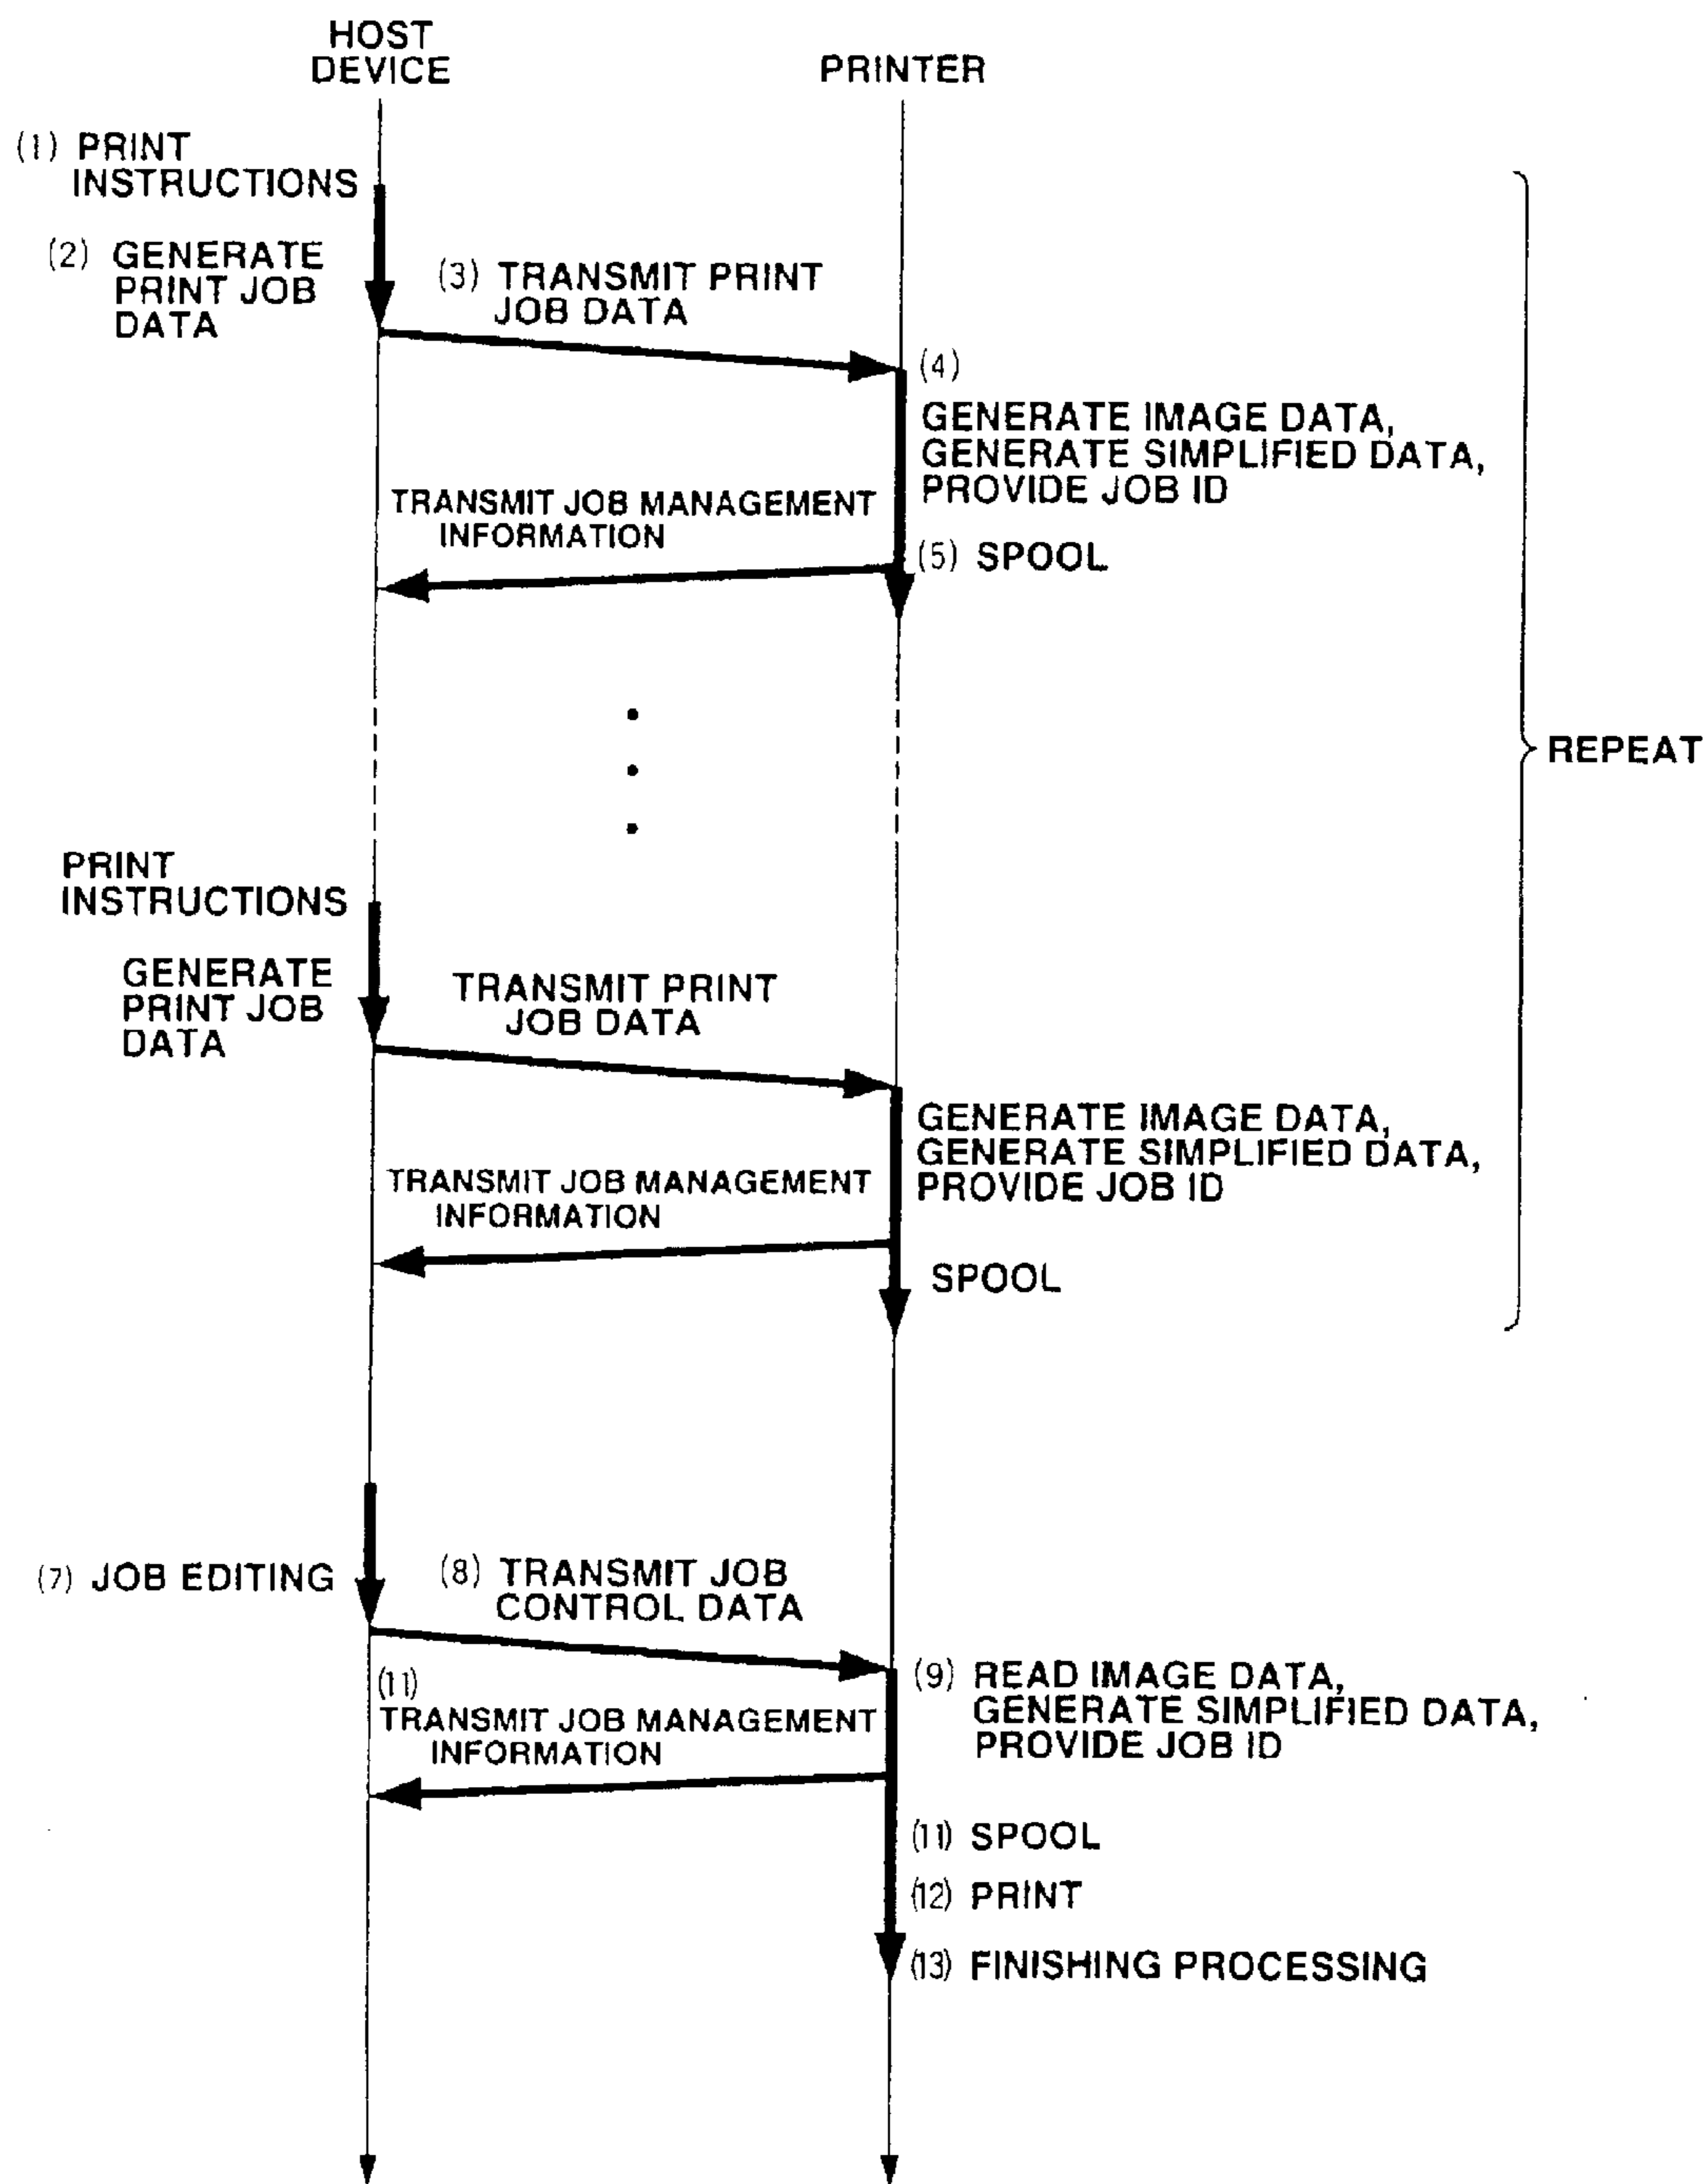 HOST
DEVICE
PRINTER
(1) PRINT
INSTRUCTIONS
(2) GENERATE
PRINT JOB
DATA
(3) TRANSMIT PRINT
JOB DATA
(4)
GENERATE IMAGE DATA,
GENERATE SIMPLIFIED DATA,
PROVIDE JOB ID
TRANSMIT JOB MANAGEMENT
INFORMATION
(5) SPOOL
REPEAT
PRINT
INSTRUCTIONS
GENERATE
PRINT JOB
DATA
TRANSMIT PRINT
JOB DATA
GENERATE IMAGE DATA,
GENERATE SIMPLIFIED DATA,
PROVIDE JOB ID
TRANSMIT JOB MANAGEMENT
INFORMATION
SPOOL
(7) JOB EDITING
(8) TRANSMIT JOB
CONTROL DATA
(9) READ IMAGE DATA,
GENERATE SIMPLIFIED DATA,
PROVIDE JOB ID
(11)
TRANSMIT JOB MANAGEMENT
INFORMATION
(11) SPOOL
(12) PRINT
(13) FINISHING PROCESSING